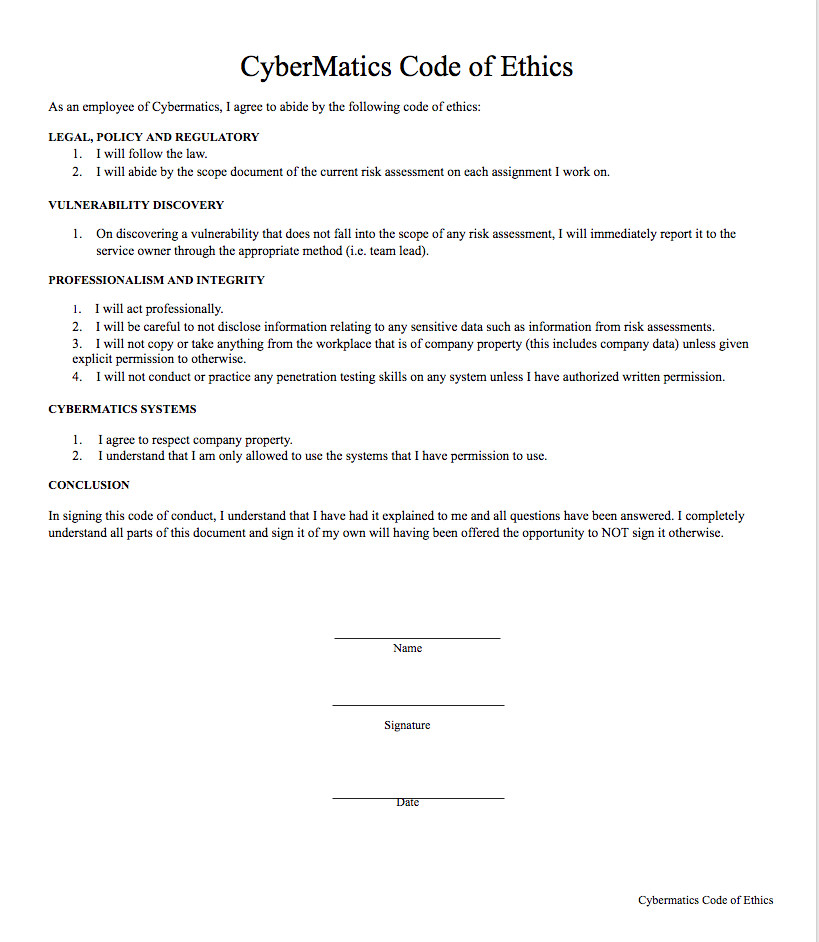 CyberMatics Code of Ethics
As an employee of Cybermatics, I agree to abide by the following code of ethics:
LEGAL, POLICY AND REGULATORY
1. I will follow the law.
2. I will abide by the scope document of the current risk assessment on each assignment I work on.
VULNERABILITY DISCOVERY
1. On discovering a vulnerability that does not fall into the scope of any risk assessment, I will immediately report it to the
service owner through the appropriate method (i.e. team lead).
PROFESSIONALISM AND INTEGRITY
1. I will act professionally.
2. I will be careful to not disclose information relating to any sensitive data such as information from risk assessments.
3. I will not copy or take anything from the workplace that is of company property (this includes company data) unless given
explicit permission to otherwise.
4. I will not conduct or practice any penetration testing skills on any system unless I have authorized written permission.
CYBERMATICS SYSTEMS
1. I agree to respect company property.
2. I understand that I am only allowed to use the systems that I have permission to use.
CONCLUSION
In signing this code of conduct, I understand that I have had it explained to me and all questions have been answered. I completely
understand all parts of this document and sign it of my own will having been offered the opportunity to NOT sign it otherwise.
Name
Signature
Date
Cybermatics Code of Ethics